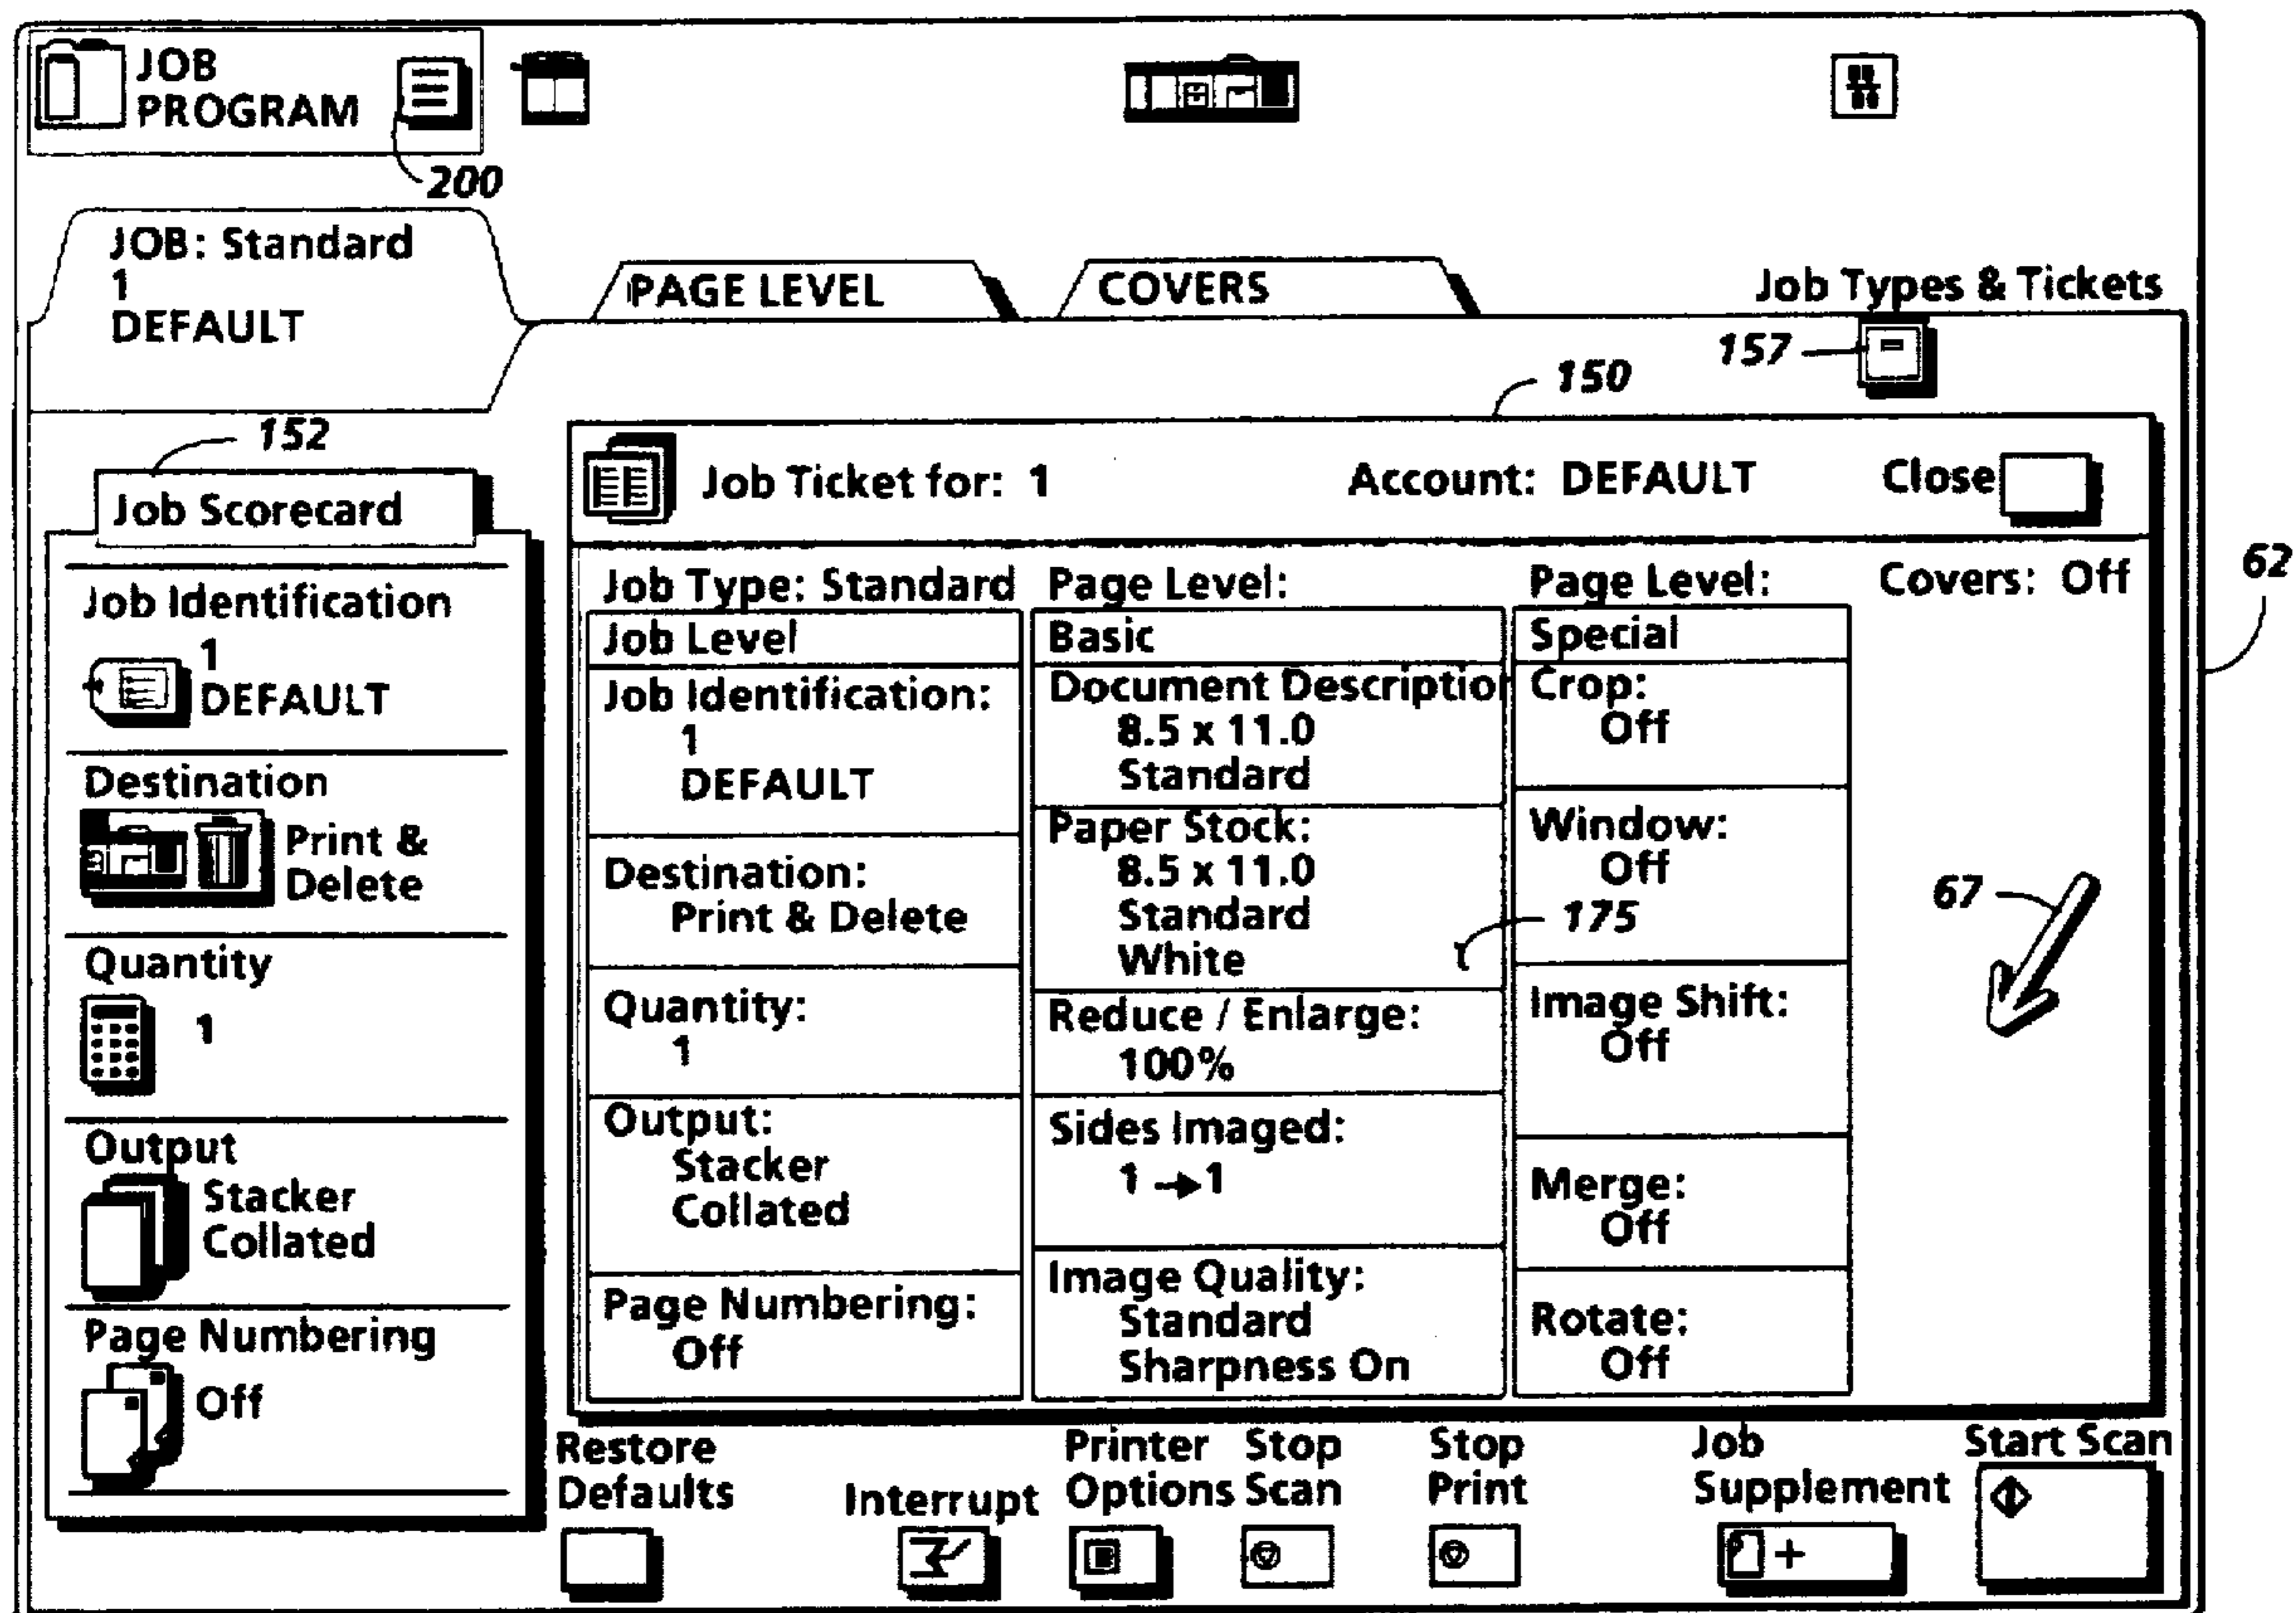 JOB
PROGRAM
200
JOB: Standard
1
DEFAULT
PAGE LEVEL
COVERS
Job Types & Tickets
157
150
152
Job Scorecard
Job Identification
1
DEFAULT
Destination
Print &
Delete
Quantity
1
Output
Stacker
Collated
Page Numbering
Off
Job Ticket for: 1
Account: DEFAULT
Close
Job Type: Standard
Job Level
Job Identification:
1
DEFAULT
Destination:
Print & Delete
Quantity:
1
Output:
Stacker
Collated
Page Numbering:
Off
Page Level:
Basic
Document Description
8.5 x 11.0
Standard
Paper Stock:
8.5 x 11.0
Standard
White
175
Reduce / Enlarge:
100%
Sides Imaged:
1 → 1
Image Quality:
Standard
Sharpness On
Page Level:
Special
Crop:
Off
Window:
Off
Image Shift:
Off
Merge:
Off
Rotate:
Off
Covers: Off
62
67
Restore
Defaults
Interrupt
Printer
Options
Stop
Scan
Stop
Print
Job
Supplement
+
Start Scan